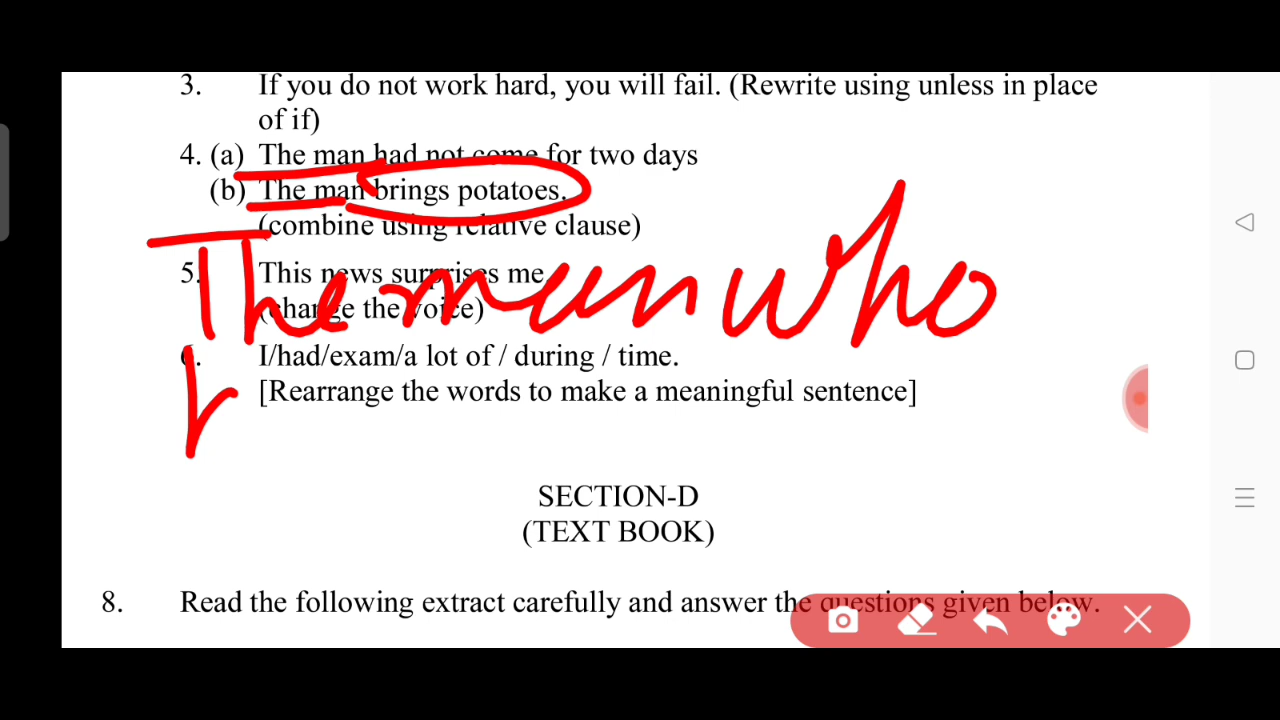 3. If you do not work hard, you will fail. (Rewrite using unless in place
of if)
4. (a) The man had not come for two days
(b) The man brings potatoes.
(combine using relative clause)
The man who
5. This news surprises me
(change the voice)
6. I/had/exam/a lot of / during / time.
[Rearrange the words to make a meaningful sentence]
SECTION-D
(TEXT BOOK)
8. Read the following extract carefully and answer the questions given below.